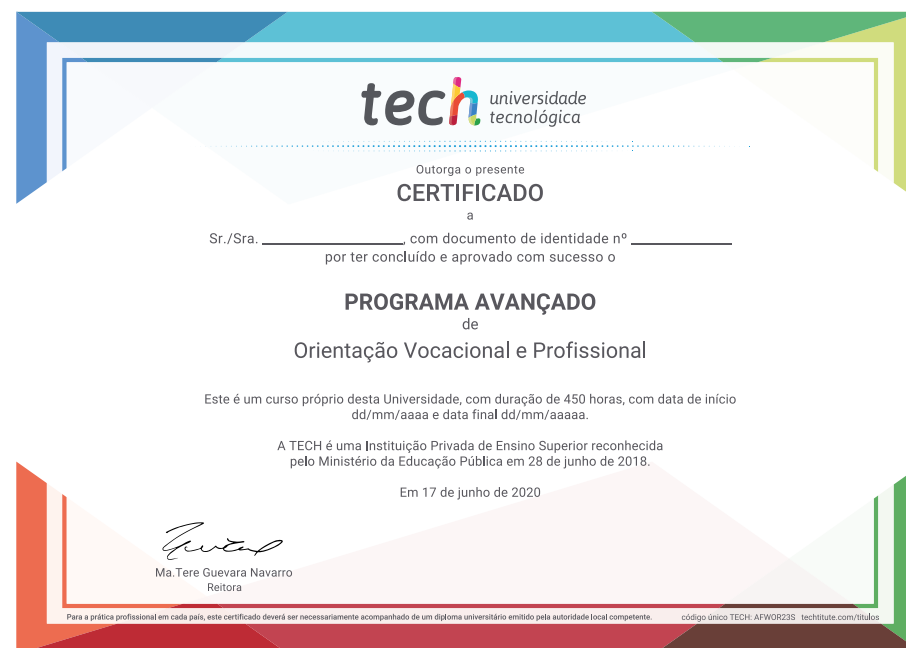 tech universidade
tecnológica
Outorga o presente
CERTIFICADO
a
Sr./Sra. ________________, com documento de identidade nº ____________
por ter concluído e aprovado com sucesso o
PROGRAMA AVANÇADO
de
Orientação Vocacional e Profissional
Este é um curso próprio desta Universidade, com duração de 450 horas, com data de início
dd/mm/aaaa e data final dd/mm/aaaaa.
A TECH é uma Instituição Privada de Ensino Superior reconhecida
pelo Ministério da Educação Pública em 28 de junho de 2018.
Em 17 de junho de 2020
Ma.Tere Guevara Navarro
Reitora
Para a prática profissional em cada país, este certificado deverá ser necessariamente acompanhado de um diploma universitário emitido pela autoridade local competente. código único TECH: AFWOR23S techtitute.com/titulos